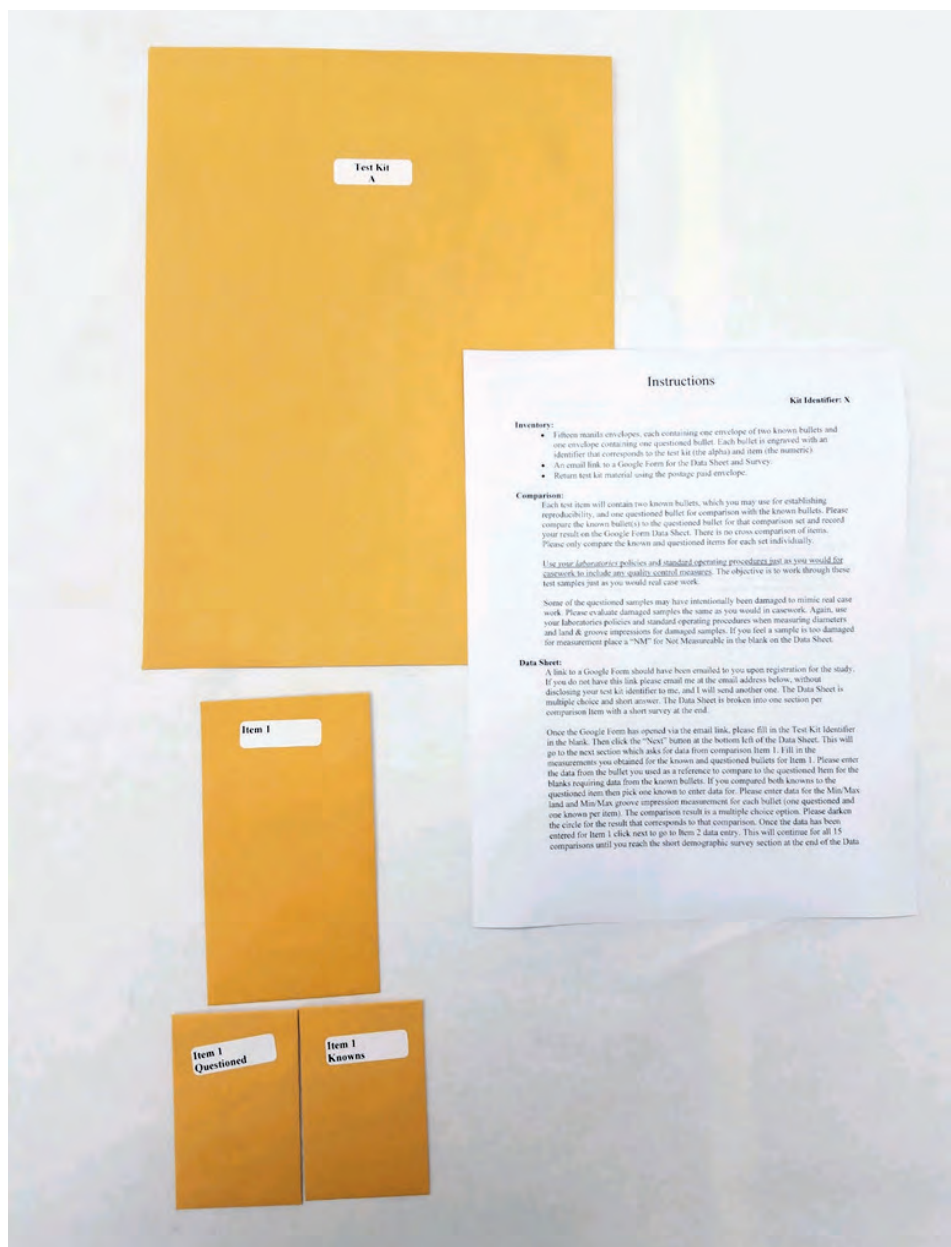 Test Kit
A
Instructions
Kit Identifier: X
Inventory:
• Fifteen manila envelopes, each containing one envelope of two known bullets and
one envelope containing one questioned bullet. Each bullet is engraved with an
identifier that corresponds to the test kit (the alpha) and item (the numeric)
• An email link to a Google Form for the Data Sheet and Survey.
• Return test kit material using the postage paid envelope.
Comparison:
Each test item will contain two known bullets, which you may use for establishing
reproducibility, and one questioned bullet for comparison with the known bullets. Please
compare the known bullet(s) to the questioned bullet for that comparison set and record
your result on the Google Form Data Sheet. There is no cross comparison of items.
Please only compare the known and questioned items for each set individually.
Use your laboratories policies and standard operating procedures just as you would for
casework to include any quality control measures. The objective is to work through these
test samples just as you would real case work.
Some of the questioned samples may have intentionally been damaged to mimic real case
work. Please evaluate damaged samples the same as you would in casework. Again, use
your laboratories policies and standard operating procedures when measuring diameters
and land & groove impressions for damaged samples. If you feel a sample is too damaged
for measurement place a "NM" for Not Measureable in the blank on the Data Sheet.
Data Sheet:
A link to a Google Form should have been emailed to you upon registration for the study.
If you do not have this link please email me at the email address below, without
disclosing your test kit identifier to me, and I will send another one. The Data Sheet is
multiple choice and short answer. The Data Sheet is broken into one section per
comparison Item with a short survey at the end.
Once the Google Form has opened via the email link, please fill in the Test Kit Identifier
in the blank. Then click the "Next" button at the bottom left of the Data Sheet. This will
go to the next section which asks for data from comparison Item 1. Fill in the
measurements you obtained for the known and questioned bullets for Item 1. Please enter
the data from the bullet you used as a reference to compare to the questioned Item for the
blanks requiring data from the known bullets. If you compared both knowns to the
questioned item then pick one known to enter data for. Please enter data for the Min/Max
land and Min/Max groove impression measurement for each bullet (one questioned and
one known per item). The comparison result is a multiple choice option. Please darken
the circle for the result that corresponds to that comparison. Once the data has been
entered for Item 1 click next to go to Item 2 data entry. This will continue for all 15
comparisons until you reach the short demographic survey section at the end of the Data
Item 1
Item 1
Questioned
Item 1
Knowns